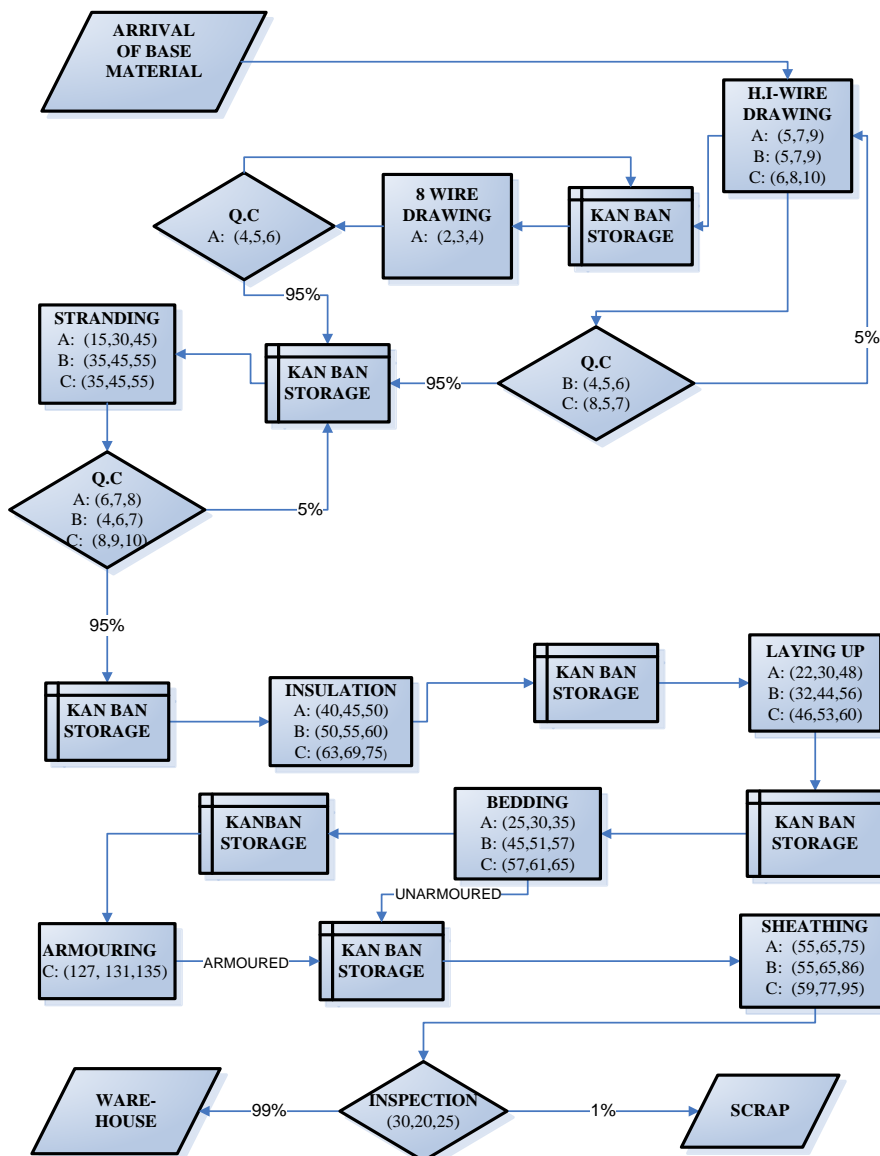 ARRIVAL
OF BASE
MATERIAL
H.I-WIRE
DRAWING
A: (5,7,9)
B: (5,7,9)
C: (6,8,10)
8 WIRE
DRAWING
A: (2,3,4)
KAN BAN
STORAGE
Q.C
A: (4,5,6)
95%
STRANDING
A: (15,30,45)
B: (35,45,55)
C: (35,45,55)
KAN BAN
STORAGE
95%
Q.C
B: (4,5,6)
C: (8,5,7)
5%
Q.C
A: (6,7,8)
B: (4,6,7)
C: (8,9,10)
5%
95%
KAN BAN
STORAGE
INSULATION
A: (40,45,50)
B: (50,55,60)
C: (63,69,75)
KAN BAN
STORAGE
LAYING UP
A: (22,30,48)
B: (32,44,56)
C: (46,53,60)
KANBAN
STORAGE
BEDDING
A: (25,30,35)
B: (45,51,57)
C: (57,61,65)
KAN BAN
STORAGE
UNARMOURED
ARMOURING
C: (127, 131,135)
ARMOURED
KAN BAN
STORAGE
SHEATHING
A: (55,65,75)
B: (55,65,86)
C: (59,77,95)
WARE-
HOUSE
99%
INSPECTION
(30,20,25)
1%
SCRAP